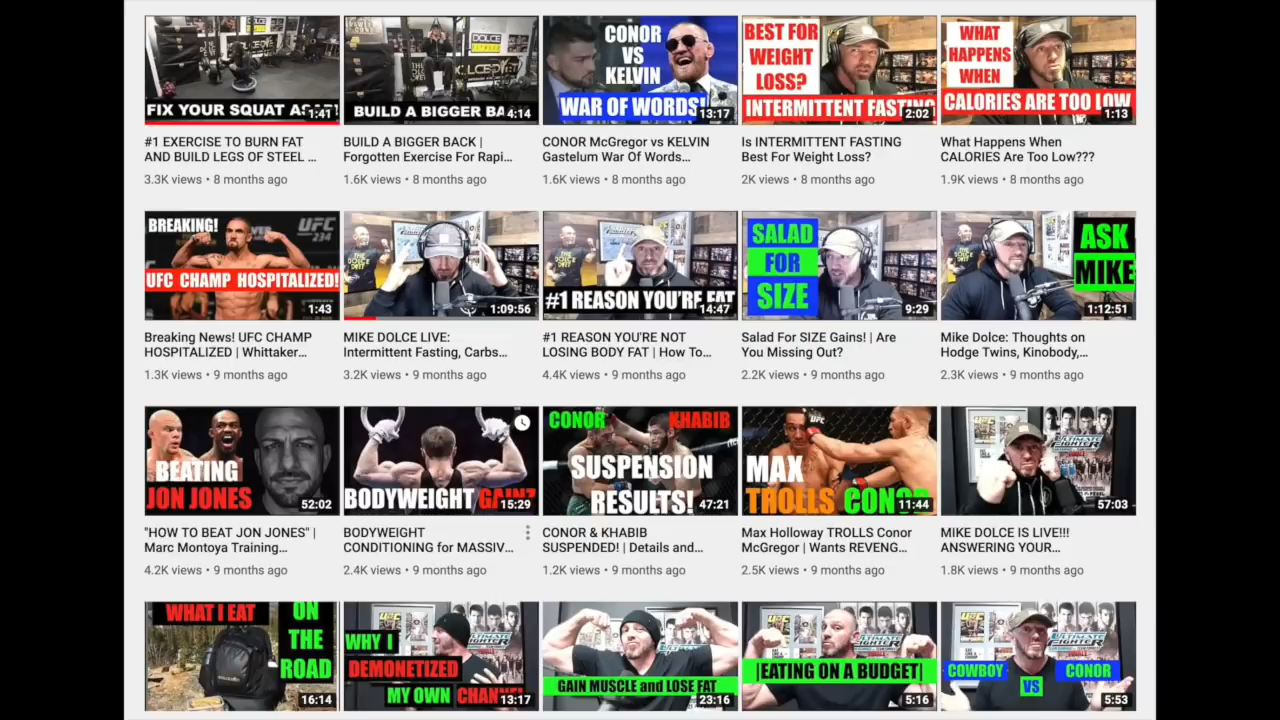 FIX YOUR SQUAT ASAP!
1:41
DOLCE
BUILD A BIGGER BA
4:14
CONOR
VS
KELVIN
WAR OF WORDS!
13:17
BEST FOR
WEIGHT
LOSS?
INTERMITTENT FASTING
2:02
WHAT
HAPPENS
WHEN
CALORIES ARE TOO LOW
1:13
#1 EXERCISE TO BURN FAT
AND BUILD LEGS OF STEEL ...
3.3K views • 8 months ago
BUILD A BIGGER BACK |
Forgotten Exercise For Rapi...
1.6K views • 8 months ago
CONOR McGregor vs KELVIN
Gastelum War Of Words...
1.6K views • 8 months ago
Is INTERMITTENT FASTING
Best For Weight Loss?
2K views • 8 months ago
What Happens When
CALORIES Are Too Low???
1.9K views • 8 months ago
BREAKING!
UFC
234
UFC CHAMP HOSPITALIZED!
1:43
1:09:56
#1 REASON YOU'RE FAT
14:47
SALAD
FOR
SIZE
9:29
ASK
MIKE
1:12:51
Breaking News! UFC CHAMP
HOSPITALIZED | Whittaker...
1.3K views • 9 months ago
MIKE DOLCE LIVE:
Intermittent Fasting, Carbs...
3.2K views • 9 months ago
#1 REASON YOU'RE NOT
LOSING BODY FAT | How To...
4.4K views • 9 months ago
Salad For SIZE Gains! | Are
You Missing Out?
2.2K views • 9 months ago
Mike Dolce: Thoughts on
Hodge Twins, Kinobody,...
2.3K views • 9 months ago
BEATING
JON JONES
52:02
BODYWEIGHT GAINZ
15:29
CONOR KHABIB
SUSPENSION
RESULTS!
47:21
UFC
MAX
TROLLS CONOR
11:44
ULTIMATE
FIGHTER
57:03
"HOW TO BEAT JON JONES" |
Marc Montoya Training...
4.2K views • 9 months ago
BODYWEIGHT
CONDITIONING for MASSIV...
2.4K views • 9 months ago
CONOR & KHABIB
SUSPENDED! | Details and...
1.2K views • 9 months ago
Max Holloway TROLLS Conor
McGregor | Wants REVENG...
2.5K views • 9 months ago
MIKE DOLCE IS LIVE!!!
ANSWERING YOUR...
1.8K views • 9 months ago
WHAT I EAT
ON
THE
ROAD
16:14
WHY I
DEMONETIZED
MY OWN CHANNEL
13:17
GAIN MUSCLE and LOSE FAT
23:16
UFC
|EATING ON A BUDGET|
5:16
UFC
COWBOY
VS
CONOR
5:53